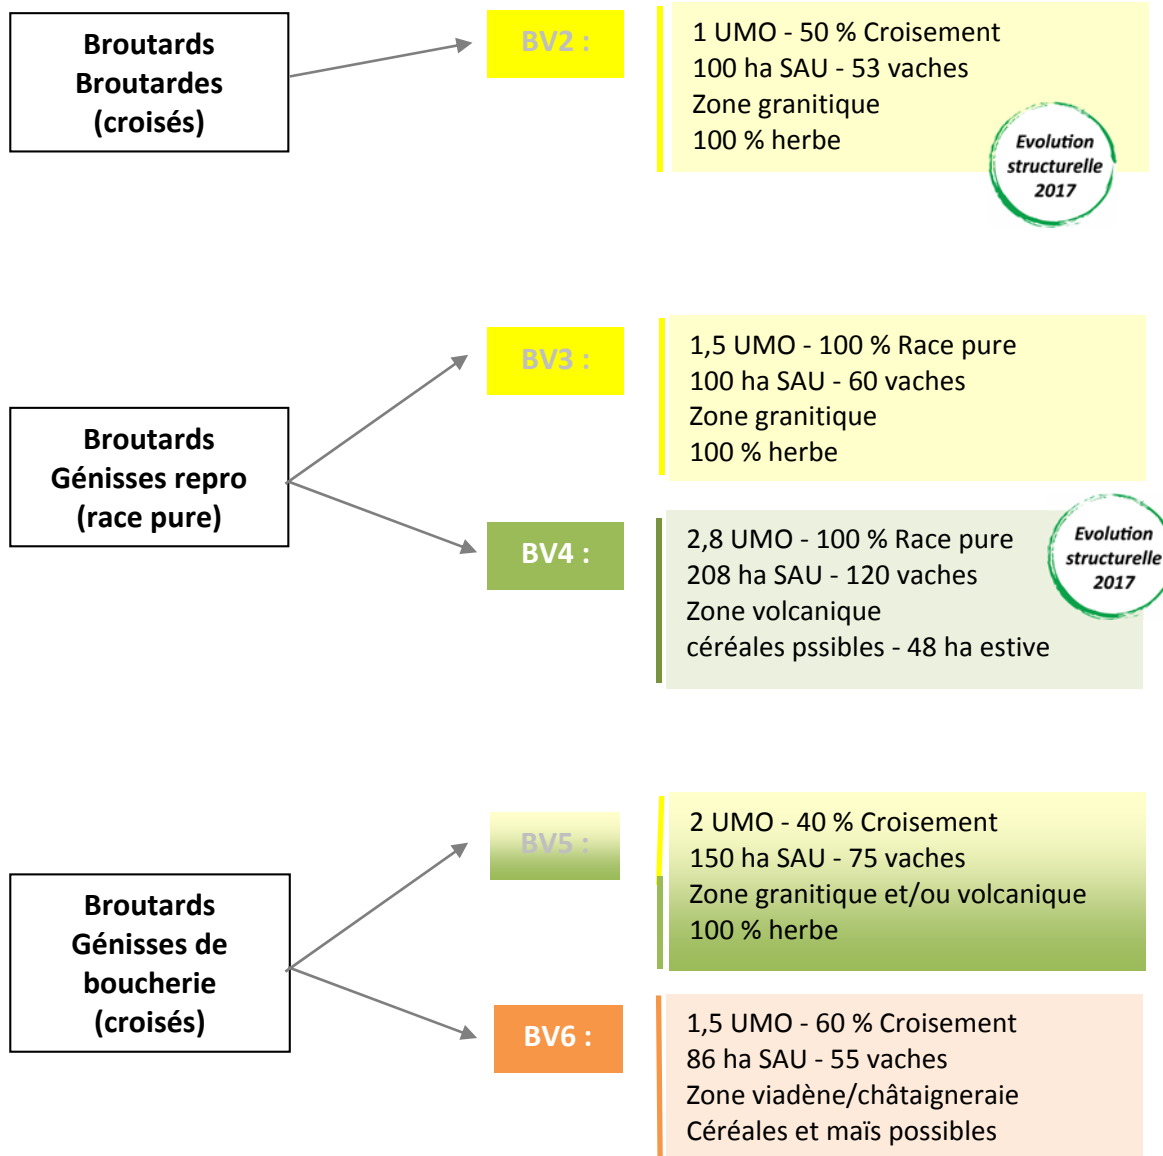 Broutards
Broutardes
(croisés)
BV2 :
1 UMO - 50 % Croisement
100 ha SAU - 53 vaches
Zone granitique
100 % herbe
Evolution
structurelle
2017
Broutards
Génisses repro
(race pure)
BV3 :
1,5 UMO - 100 % Race pure
100 ha SAU - 60 vaches
Zone granitique
100 % herbe
BV4 :
2,8 UMO - 100 % Race pure
208 ha SAU - 120 vaches
Zone volcanique
céréales pssibles - 48 ha estive
Evolution
structurelle
2017
Broutards
Génisses de
boucherie
(croisés)
BV5 :
2 UMO - 40 % Croisement
150 ha SAU - 75 vaches
Zone granitique et/ou volcanique
100 % herbe
BV6 :
1,5 UMO - 60 % Croisement
86 ha SAU - 55 vaches
Zone viadène/châtaigneraie
Céréales et maïs possibles